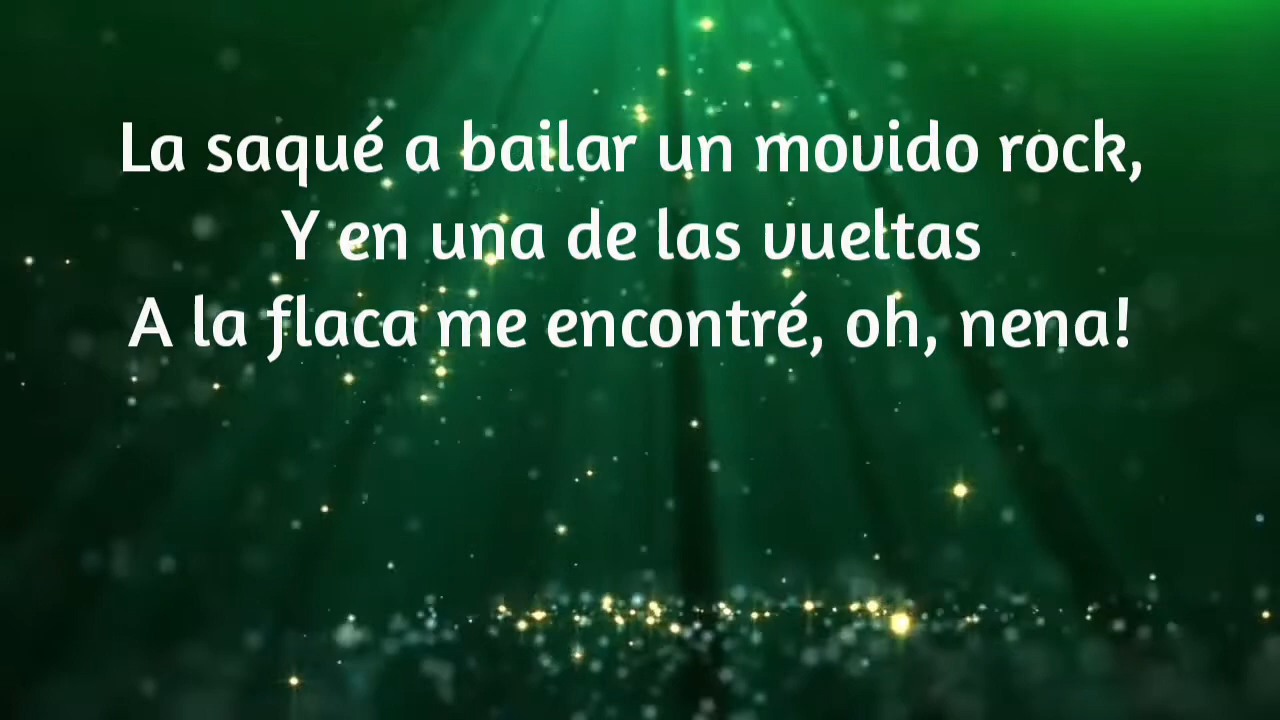 La saqué a bailar un movido rock,
Y en una de las vueltas
A la flaca me encontré, oh, nena!